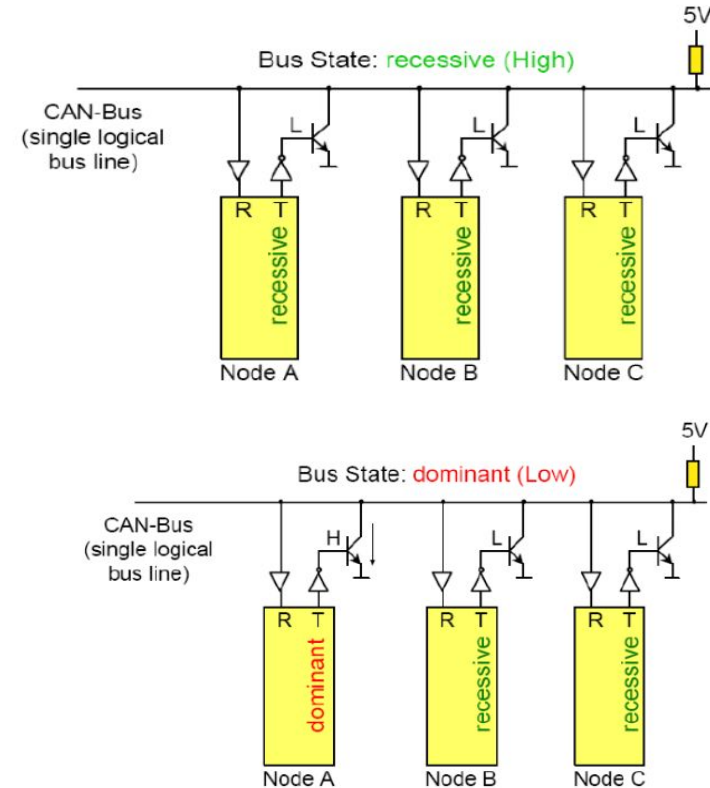 5V
Bus State: recessive (High)
CAN-Bus
(single logical
bus line)
L
L
L
R T
R T
R T
recessive
recessive
recessive
Node A
Node B
Node C
5V
Bus State: dominant (Low)
CAN-Bus
(single logical
bus line)
H
L
L
R T
R T
R T
dominant
recessive
recessive
Node A
Node B
Node C